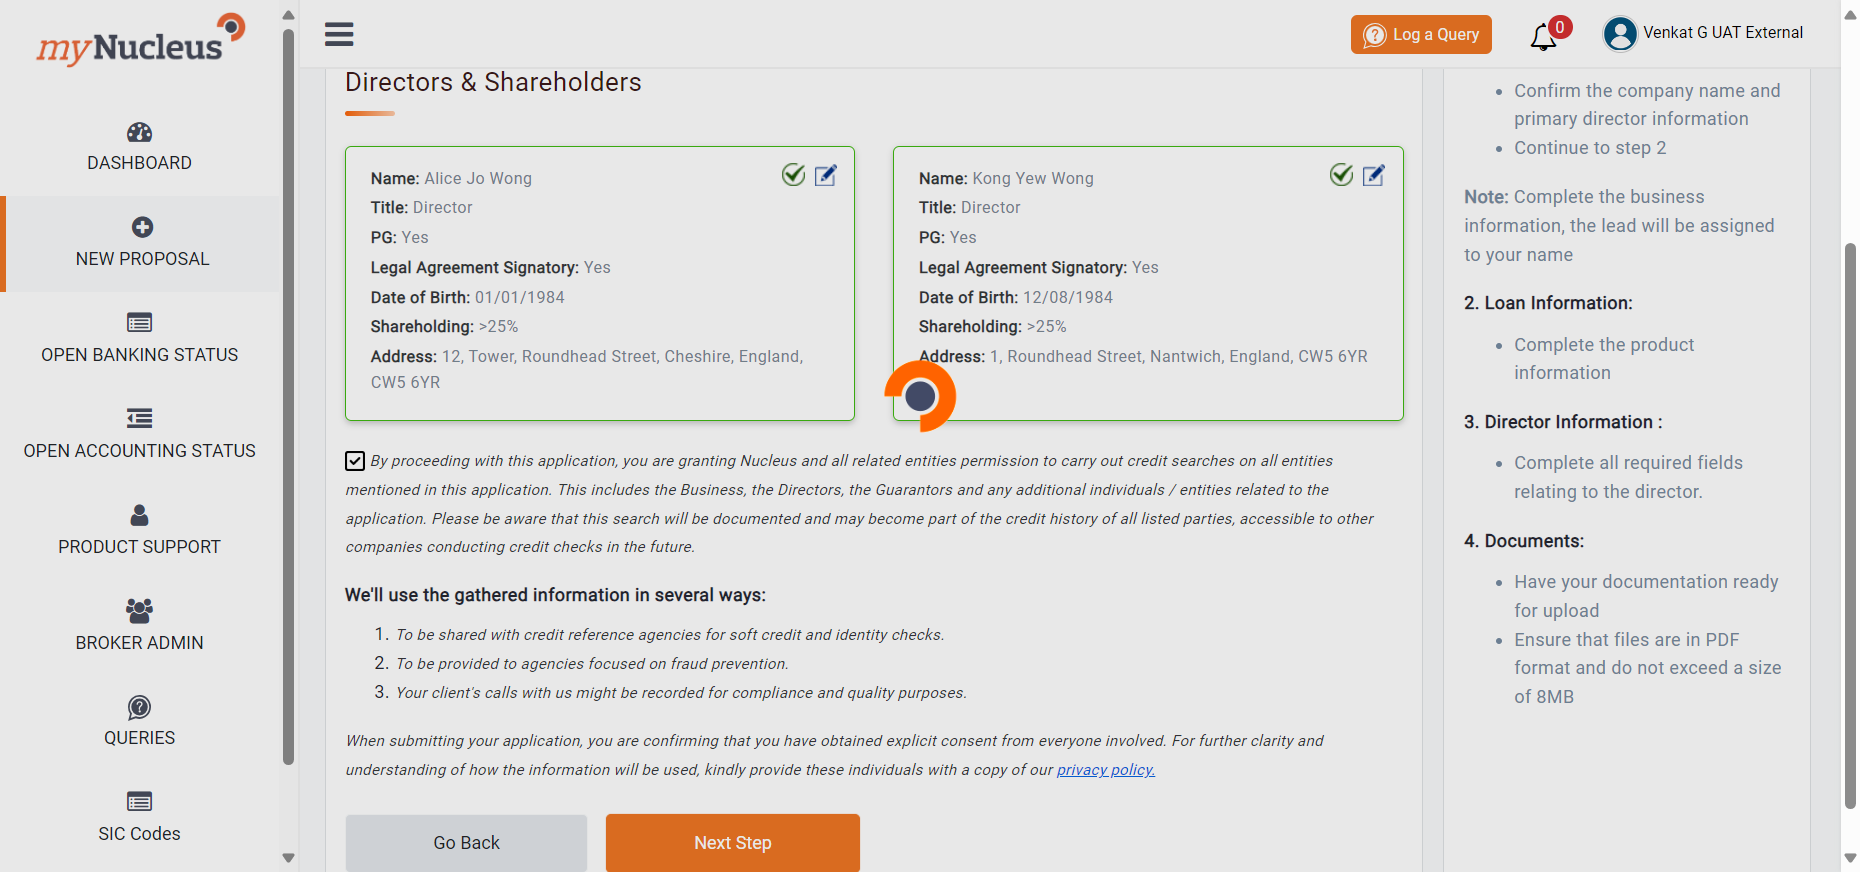 myNucleus
DASHBOARD
NEW PROPOSAL
OPEN BANKING STATUS
OPEN ACCOUNTING STATUS
PRODUCT SUPPORT
BROKER ADMIN
QUERIES
SIC Codes
Log a Query
0
Venkat G UAT External
Directors & Shareholders
Name: Alice Jo Wong
Title: Director
PG: Yes
Legal Agreement Signatory: Yes
Date of Birth: 01/01/1984
Shareholding: >25%
Address: 12, Tower, Roundhead Street, Cheshire, England,
CW5 6YR
Name: Kong Yew Wong
Title: Director
PG: Yes
Legal Agreement Signatory: Yes
Date of Birth: 12/08/1984
Shareholding: >25%
Address: 1, Roundhead Street, Nantwich, England, CW5 6YR
By proceeding with this application, you are granting Nucleus and all related entities permission to carry out credit searches on all entities
mentioned in this application. This includes the Business, the Directors, the Guarantors and any additional individuals / entities related to the
application. Please be aware that this search will be documented and may become part of the credit history of all listed parties, accessible to other
companies conducting credit checks in the future.
We'll use the gathered information in several ways:
1. To be shared with credit reference agencies for soft credit and identity checks.
2. To be provided to agencies focused on fraud prevention.
3. Your client's calls with us might be recorded for compliance and quality purposes.
When submitting your application, you are confirming that you have obtained explicit consent from everyone involved. For further clarity and
understanding of how the information will be used, kindly provide these individuals with a copy of our privacy policy.
Go Back
Next Step
• Confirm the company name and
primary director information
• Continue to step 2
Note: Complete the business
information, the lead will be assigned
to your name
2. Loan Information:
• Complete the product
information
3. Director Information :
• Complete all required fields
relating to the director.
4. Documents:
• Have your documentation ready
for upload
• Ensure that files are in PDF
format and do not exceed a size
of 8MB